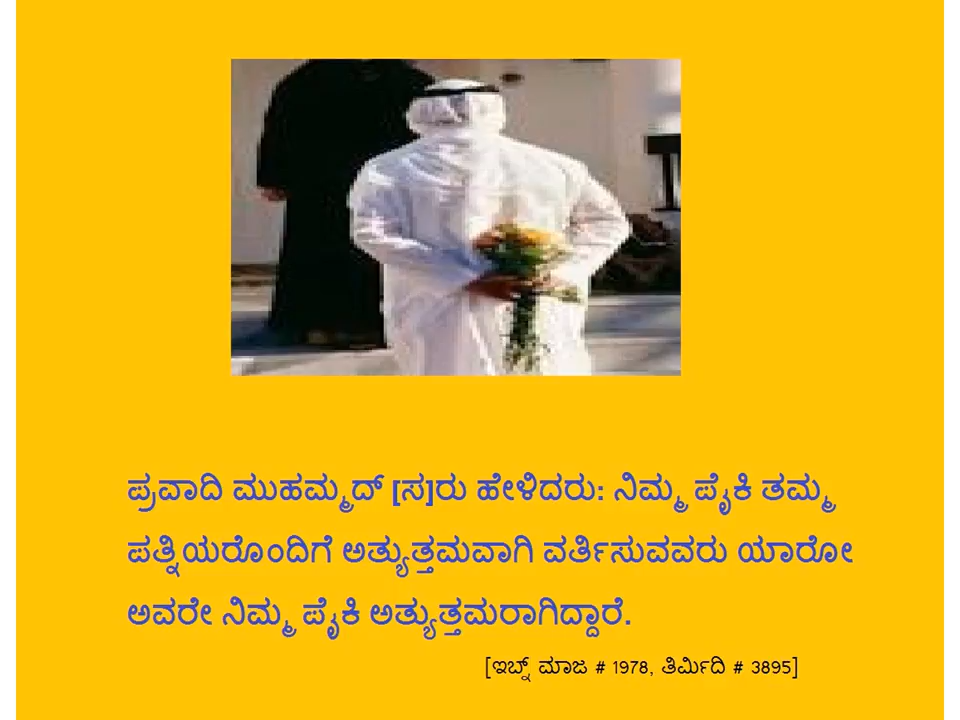 ಪ್ರವಾದಿ ಮುಹಮ್ಮದ್ [ಸ]ರು ಹೇಳಿದರು: ನಿಮ್ಮ ಪೈಕಿ ತಮ್ಮ
ಪತ್ನಿಯರೊಂದಿಗೆ ಅತ್ಯುತ್ತಮವಾಗಿ ವರ್ತಿಸುವವರು ಯಾರೋ
ಅವರೇ ನಿಮ್ಮ ಪೈಕಿ ಅತ್ಯುತ್ತಮರಾಗಿದ್ದಾರೆ.
[ಇಬ್ನ್ ಮಾಜ # 1978, ತಿರ್ಮಿದಿ # 3895]